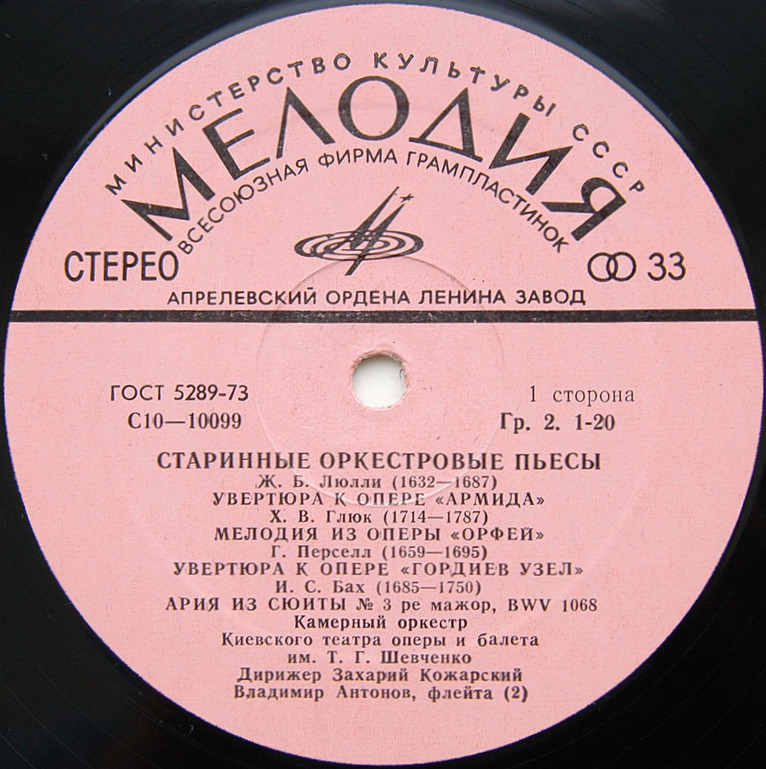 МИНИСТЕРСТВО КУЛЬТУРЫ СССР
МЕЛОДИЯ
ВСЕСОЮЗНАЯ ФИРМА ГРАМПЛАСТИНОК
СТЕРЕО
33
АПРЕЛЕВСКИЙ ОРДЕНА ЛЕНИНА ЗАВОД
ГОСТ 5289-73
1 сторона
С10—10099
Гр. 2. 1-20
СТАРИННЫЕ ОРКЕСТРОВЫЕ ПЬЕСЫ
Ж. Б. Люлли (1632—1687)
УВЕРТЮРА К ОПЕРЕ «АРМИДА»
Х. В. Глюк (1714—1787)
МЕЛОДИЯ ИЗ ОПЕРЫ «ОРФЕЙ»
Г. Перселл (1659—1695)
УВЕРТЮРА К ОПЕРЕ «ГОРДИЕВ УЗЕЛ»
И. С. Бах (1685—1750)
АРИЯ ИЗ СЮИТЫ № 3 ре мажор, BWV 1068
Камерный оркестр
Киевского театра оперы и балета
им. Т. Г. Шевченко
Дирижер Захарий Кожарский
Владимир Антонов, флейта (2)